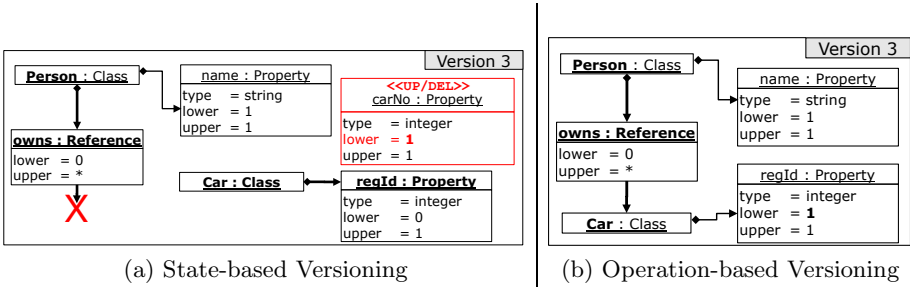 Version 3
Person : Class
name : Property
type = string
lower = 1
upper = 1
<<UP/DEL>>
carNo : Property
type = integer
lower = 1
upper = 1
owns : Reference
lower = 0
upper = *
X
Car : Class
regId : Property
type = integer
lower = 0
upper = 1
(a) State-based Versioning
Version 3
Person : Class
name : Property
type = string
lower = 1
upper = 1
owns : Reference
lower = 0
upper = *
regId : Property
type = integer
lower = 1
upper = 1
Car : Class
(b) Operation-based Versioning